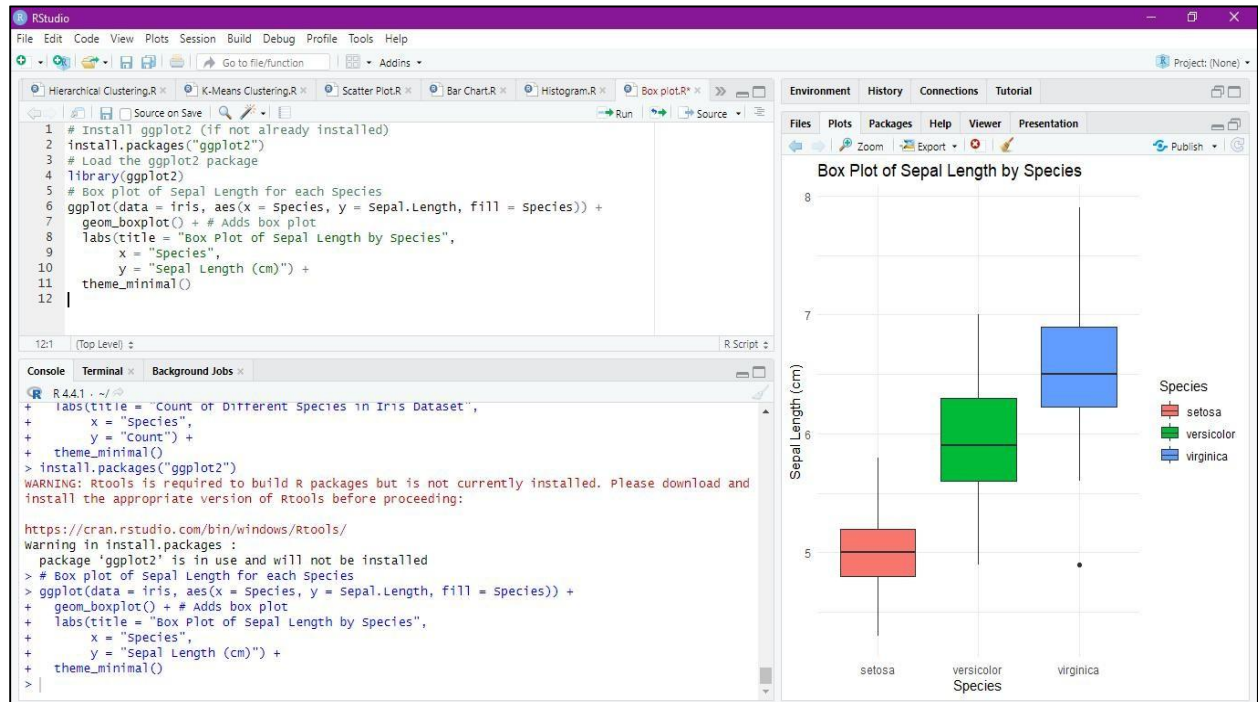 RStudio
File Edit Code View Plots Session Build Debug Profile Tools Help
Go to file/function Addins Project: (None)
Hierarchical Clustering.R K-Means Clustering.R Scatter Plot.R Bar Chart.R Histogram.R Box plot.R*
Source on Save Run Source
1 # Install ggplot2 (if not already installed)
2 install.packages("ggplot2")
3 # Load the ggplot2 package
4 library(ggplot2)
5 # Box plot of Sepal Length for each Species
6 ggplot(data = iris, aes(x = Species, y = Sepal.Length, fill = Species)) +
7 geom_boxplot() + # Adds box plot
8 labs(title = "Box Plot of Sepal Length by Species",
9 x = "Species",
10 y = "Sepal Length (cm)") +
11 theme_minimal()
12
12:1 (Top Level) R Script
Console Terminal Background Jobs
R 4.4.1 · ~/
+ labs(title = "Count of Different Species in Iris Dataset",
+ x = "Species",
+ y = "Count") +
+ theme_minimal()
> install.packages("ggplot2")
WARNING: Rtools is required to build R packages but is not currently installed. Please download and
install the appropriate version of Rtools before proceeding:
https://cran.rstudio.com/bin/windows/Rtools/
Warning in install.packages :
package ‘ggplot2’ is in use and will not be installed
> # Box plot of Sepal Length for each Species
> ggplot(data = iris, aes(x = Species, y = Sepal.Length, fill = Species)) +
+ geom_boxplot() + # Adds box plot
+ labs(title = "Box Plot of Sepal Length by Species",
+ x = "Species",
+ y = "Sepal Length (cm)") +
+ theme_minimal()
>
Environment History Connections Tutorial
Files Plots Packages Help Viewer Presentation
Zoom Export Publish
Box Plot of Sepal Length by Species
8
7
6
5
Sepal Length (cm)
setosa versicolor virginica
Species
Species
setosa
versicolor
virginica